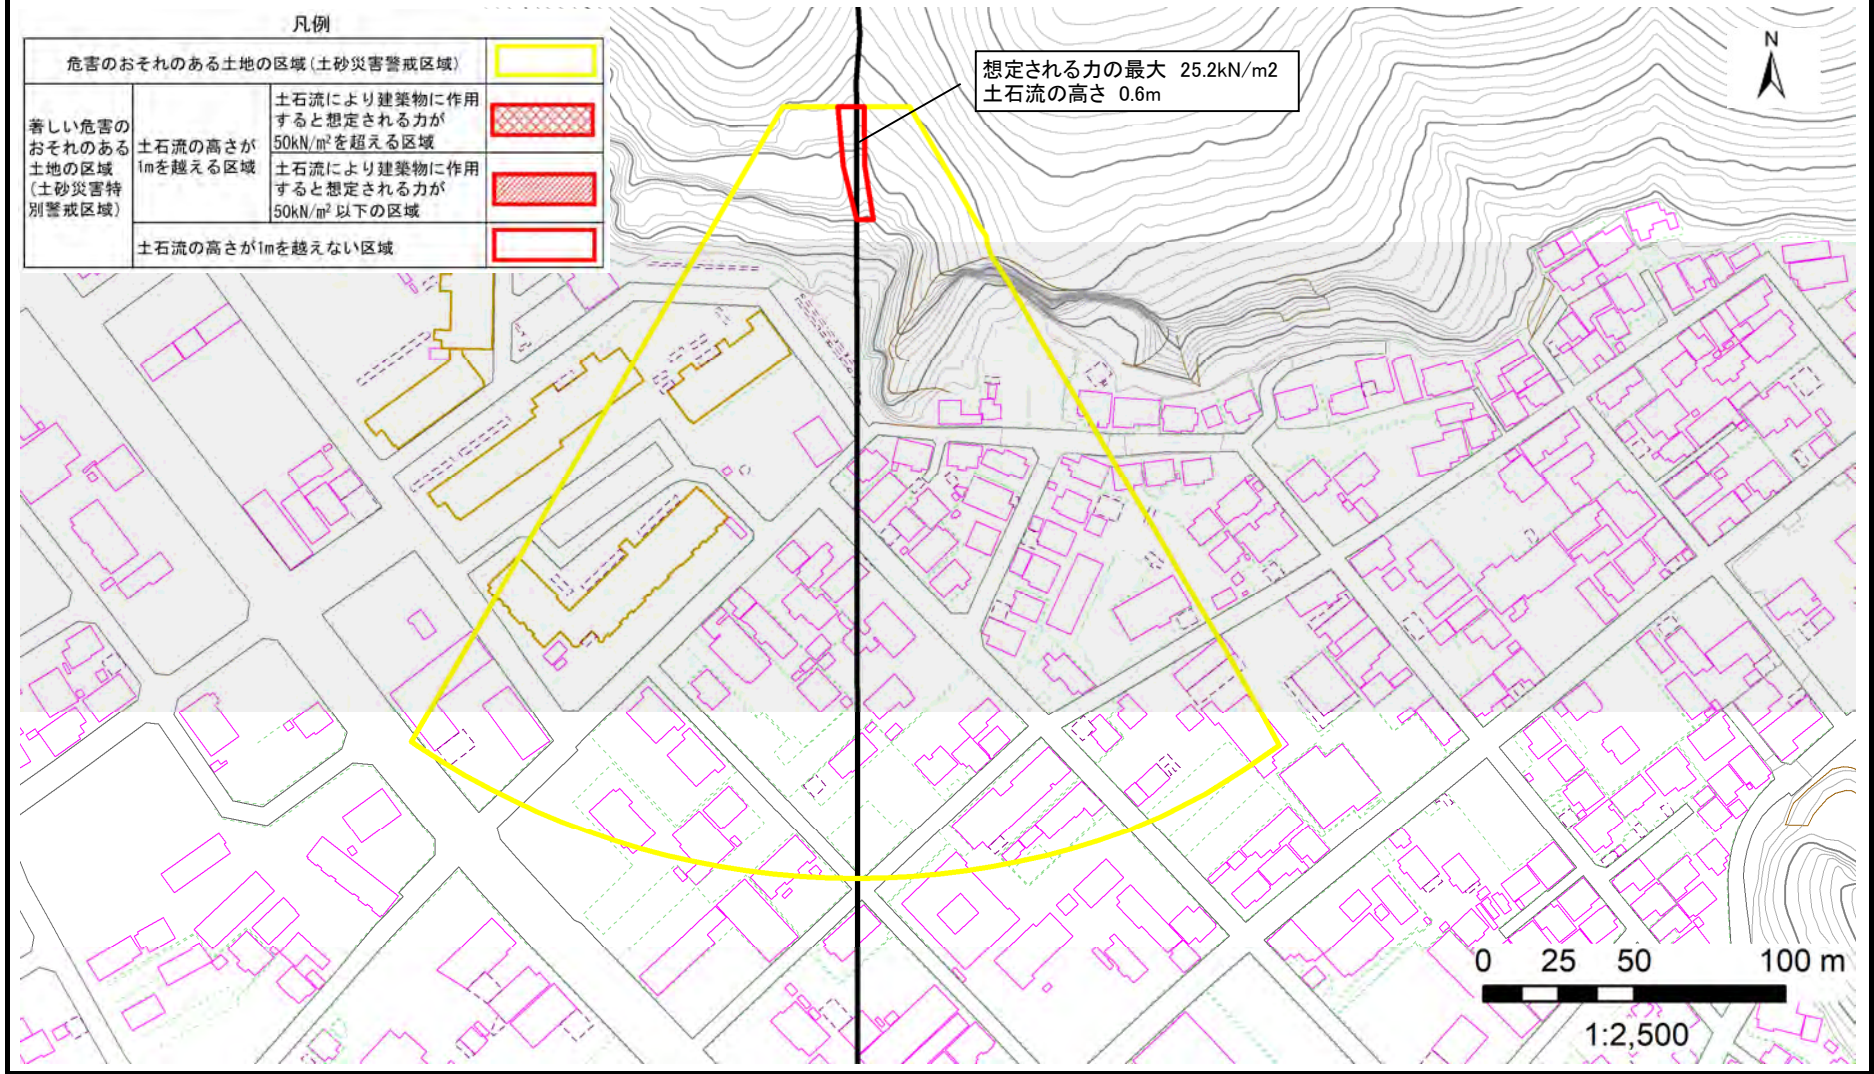 凡例
危害のおそれのある土地の区域(土砂災害警戒区域)
著しい危害の
おそれのある
土地の区域
(土砂災害特
別警戒区域)
土石流の高さが
1mを越える区域
土石流により建築物に作用
すると想定される力が
50kN/㎡を超える区域
土石流により建築物に作用
すると想定される力が
50kN/㎡以下の区域
土石流の高さが1mを越えない区域
想定される力の最大 25.2kN/m2
土石流の高さ 0.6m
N
0 25 50 100 m
1:2,500